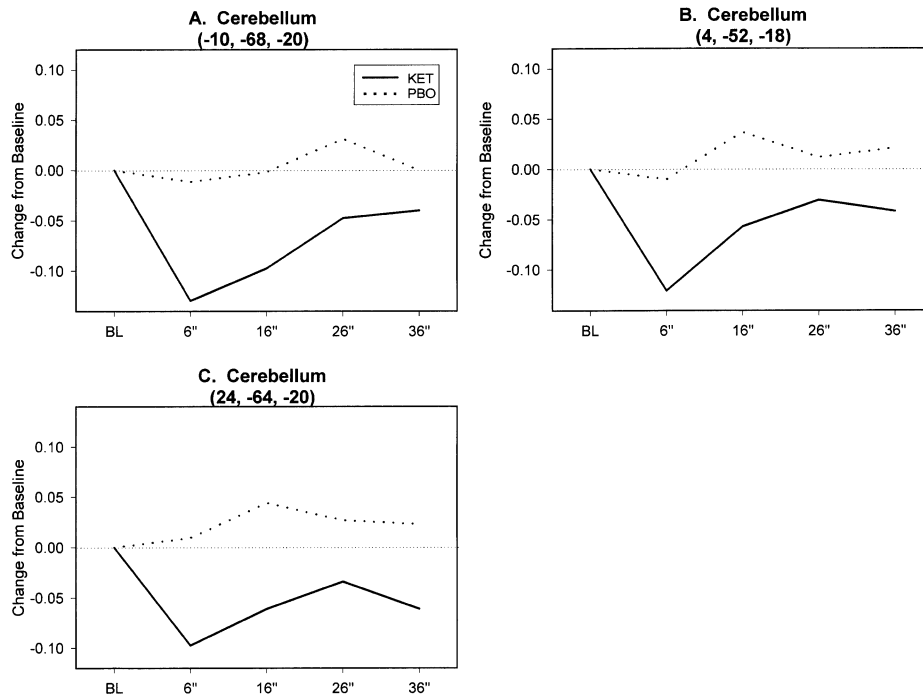 A. Cerebellum
(-10, -68, -20)
Change from Baseline
0.10
0.05
0.00
-0.05
-0.10
KET
PBO
BL 6" 16" 26" 36"
B. Cerebellum
(4, -52, -18)
Change from Baseline
0.10
0.05
0.00
-0.05
-0.10
BL 6" 16" 26" 36"
C. Cerebellum
(24, -64, -20)
Change from Baseline
0.10
0.05
0.00
-0.05
-0.10
BL 6" 16" 26" 36"